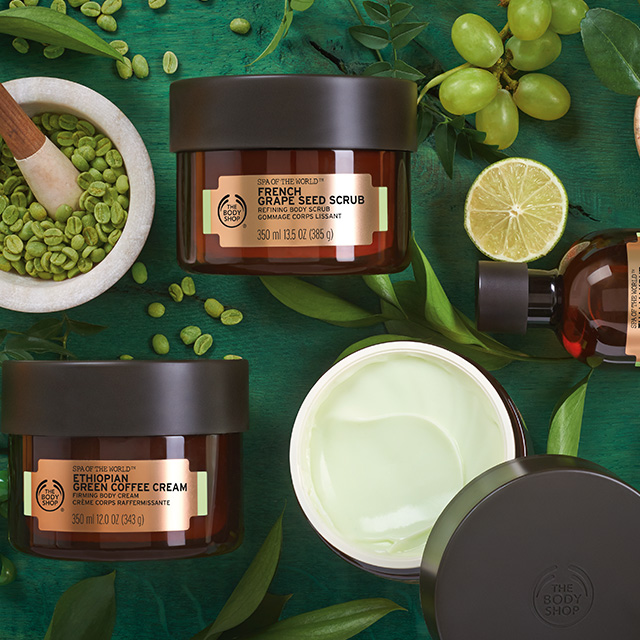 SPA OF THE WORLD™
FRENCH
GRAPE SEED SCRUB
REFINING BODY SCRUB
GOMMAGE CORPS LISSANT
350 ml 13.5 OZ (385 g)
THE
BODY
SHOP®
SPA OF THE WORLD™
SPA OF THE WORLD™
ETHIOPIAN
GREEN COFFEE CREAM
FIRMING BODY CREAM
CRÈME CORPS RAFFERMISSANTE
350 ml 12.0 OZ (343 g)
THE
BODY
SHOP®
THE
BODY
SHOP